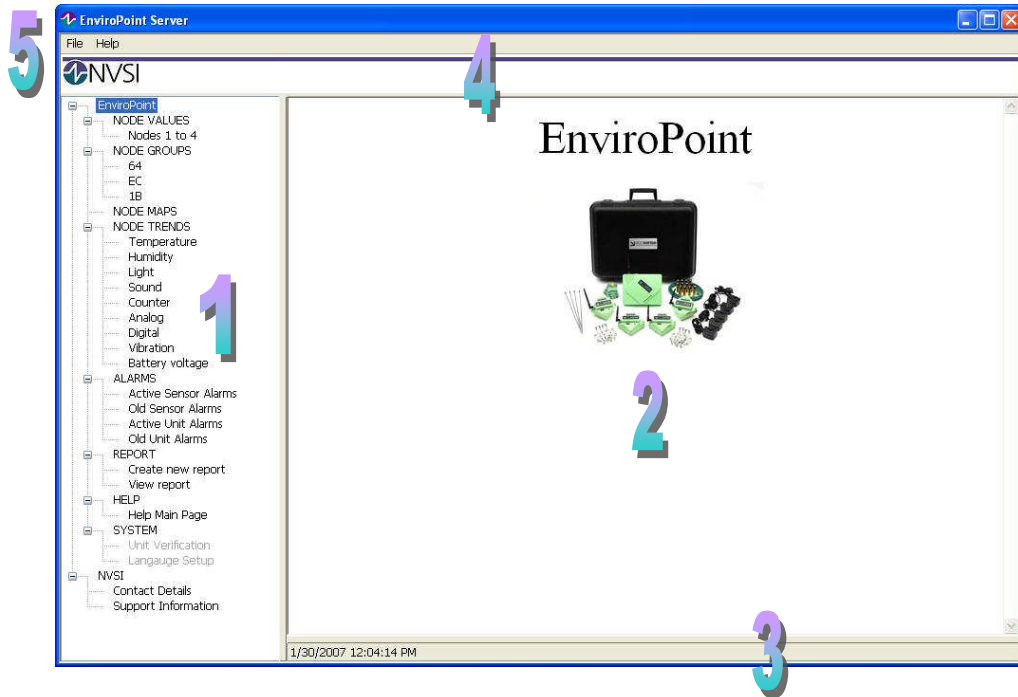 5
EnviroPoint Server
File Help
4
NVSI
EnviroPoint
NODE VALUES
Nodes 1 to 4
NODE GROUPS
64
EC
1B
NODE MAPS
NODE TRENDS
Temperature
Humidity
Light
Sound
Counter
Analog
Digital
Vibration
Battery voltage
ALARMS
Active Sensor Alarms
Old Sensor Alarms
Active Unit Alarms
Old Unit Alarms
REPORT
Create new report
View report
HELP
Help Main Page
SYSTEM
Unit Verification
Langauge Setup
NVSI
Contact Details
Support Information
1
EnviroPoint
2
1/30/2007 12:04:14 PM
3